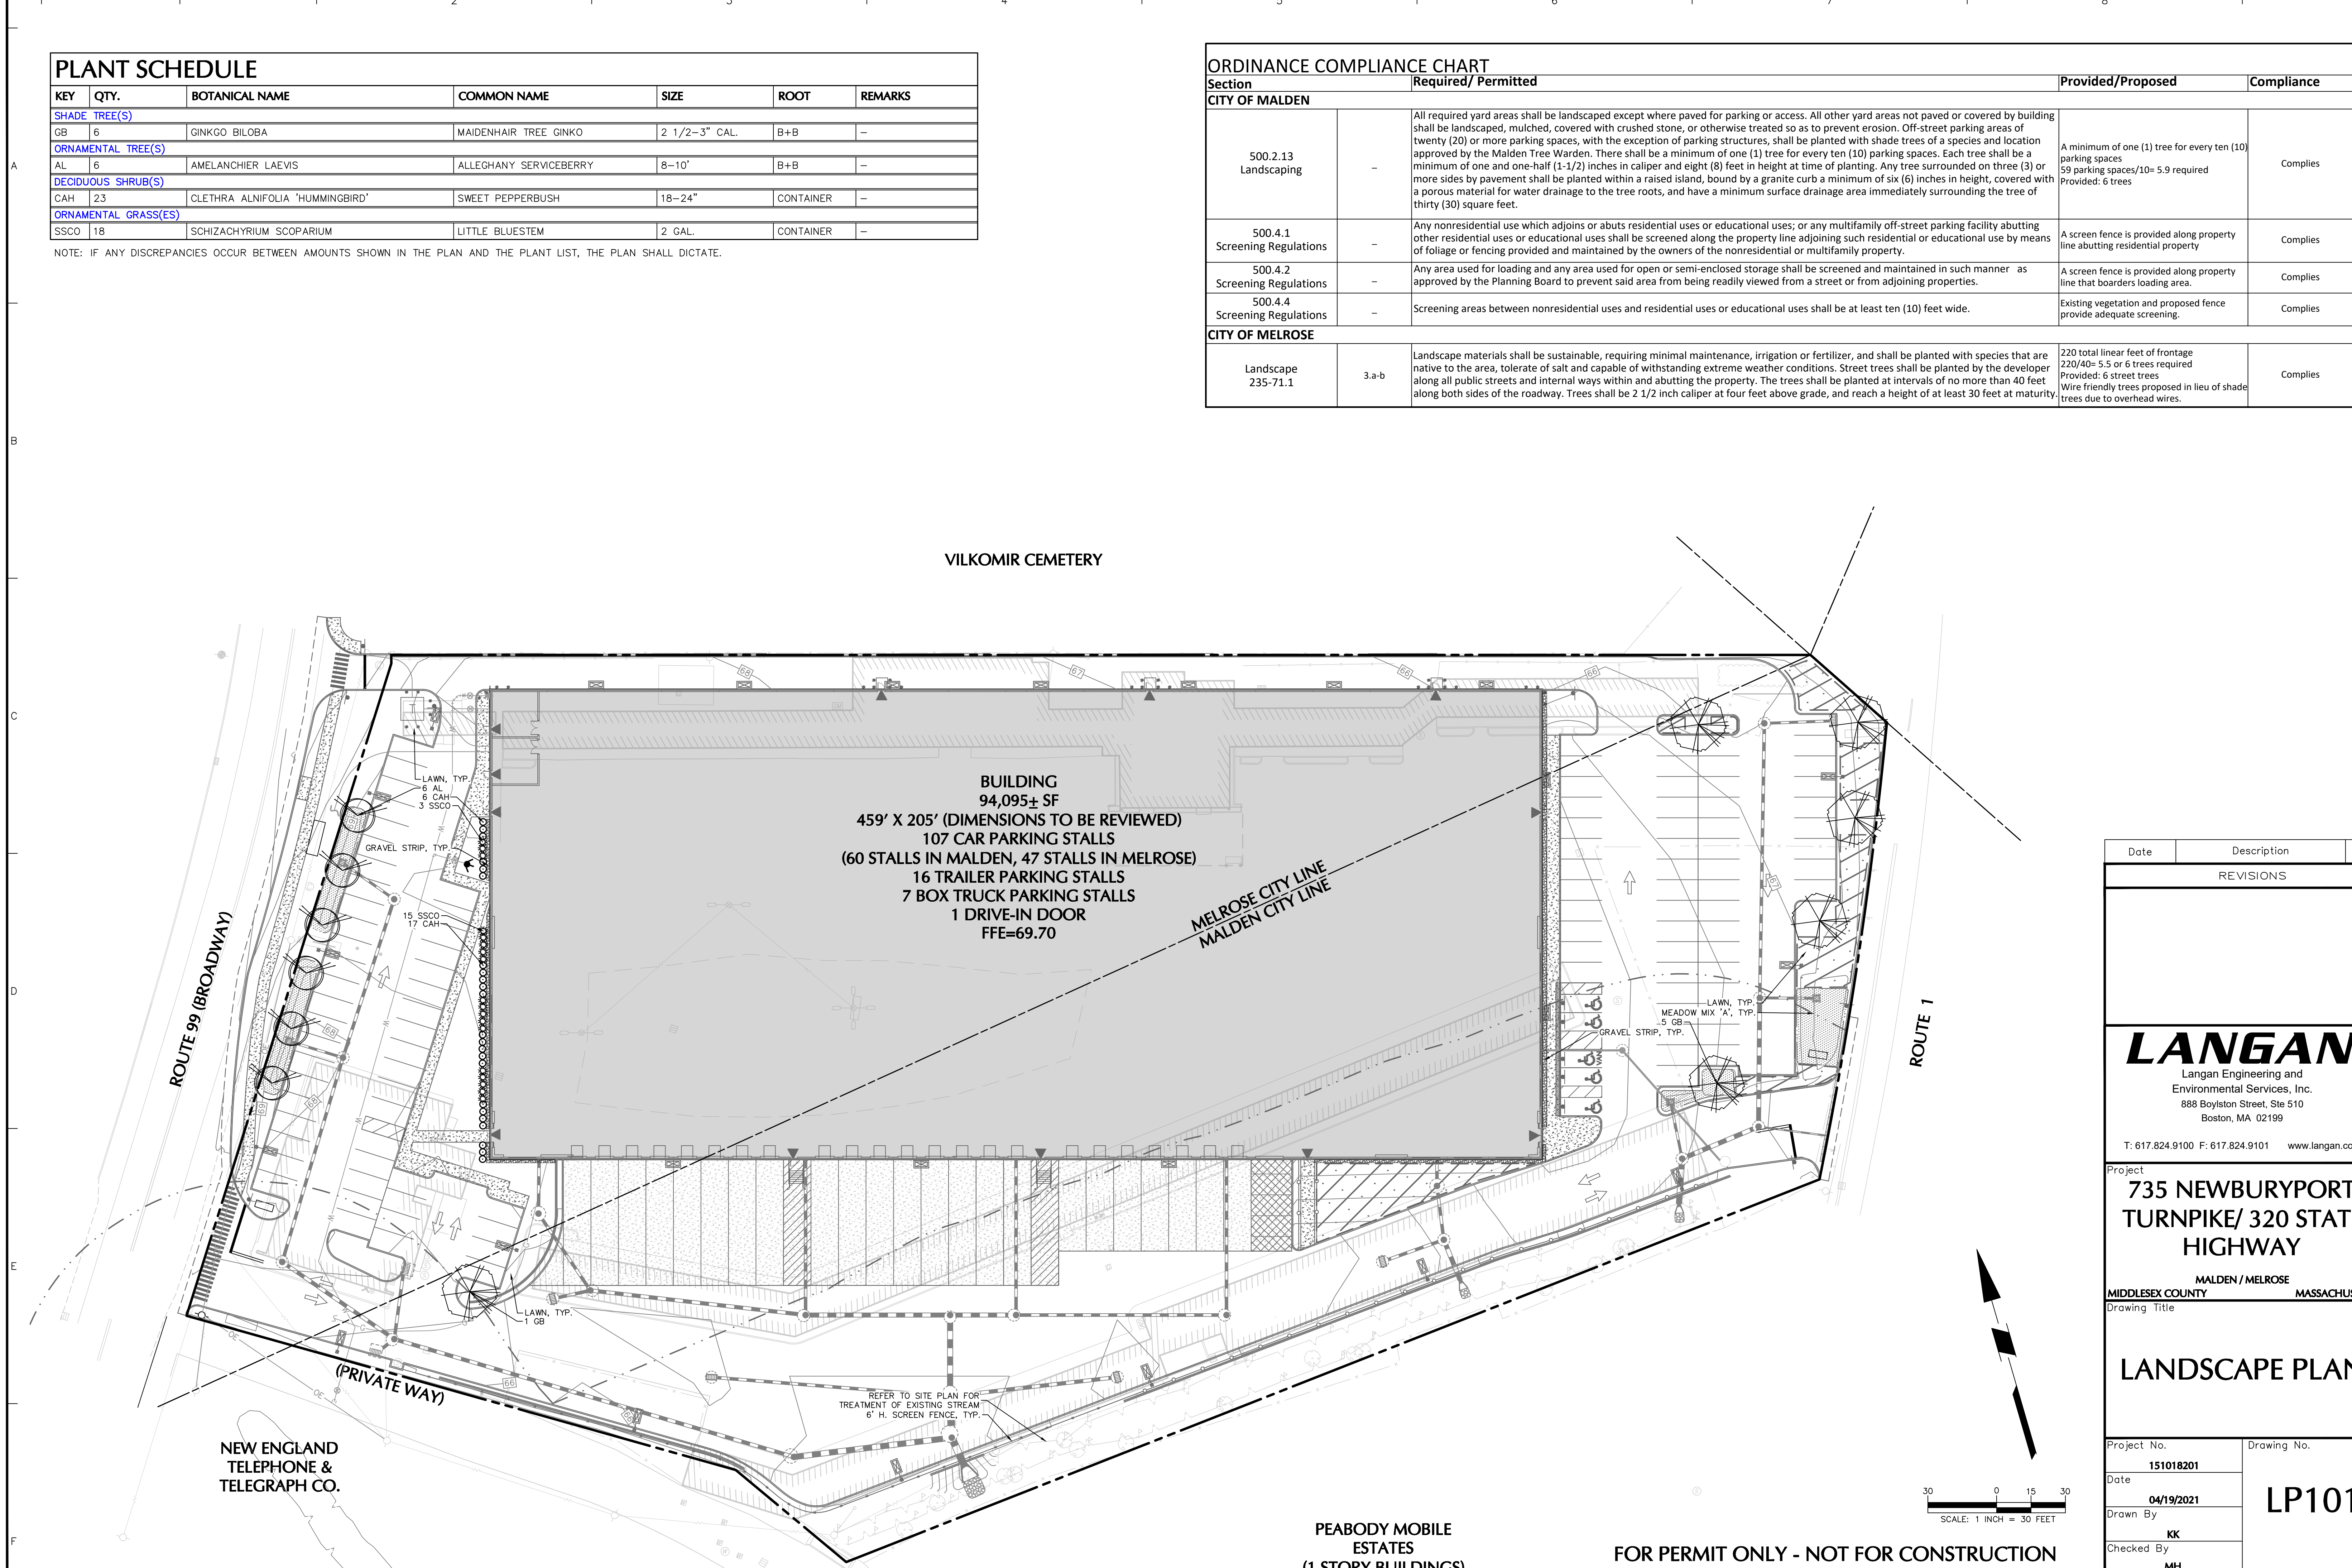 2 3 4 5 6 7 8
A
B
C
D
E
F
PLANT SCHEDULE
KEY QTY. BOTANICAL NAME COMMON NAME SIZE ROOT REMARKS
SHADE TREE(S)
GB 6 GINKGO BILOBA MAIDENHAIR TREE GINKO 2 1/2-3" CAL. B+B –
ORNAMENTAL TREE(S)
AL 6 AMELANCHIER LAEVIS ALLEGHANY SERVICEBERRY 8-10' B+B –
DECIDUOUS SHRUB(S)
CAH 23 CLETHRA ALNIFOLIA 'HUMMINGBIRD' SWEET PEPPERBUSH 18-24" CONTAINER –
ORNAMENTAL GRASS(ES)
SSCO 18 SCHIZACHYRIUM SCOPARIUM LITTLE BLUESTEM 2 GAL. CONTAINER –
NOTE: IF ANY DISCREPANCIES OCCUR BETWEEN AMOUNTS SHOWN IN THE PLAN AND THE PLANT LIST, THE PLAN SHALL DICTATE.
ORDINANCE COMPLIANCE CHART
Section Required/ Permitted Provided/Proposed Compliance
CITY OF MALDEN
500.2.13
Landscaping
–
All required yard areas shall be landscaped except where paved for parking or access. All other yard areas not paved or covered by building
shall be landscaped, mulched, covered with crushed stone, or otherwise treated so as to prevent erosion. Off-street parking areas of
twenty (20) or more parking spaces, with the exception of parking structures, shall be planted with shade trees of a species and location
approved by the Malden Tree Warden. There shall be a minimum of one (1) tree for every ten (10) parking spaces. Each tree shall be a
minimum of one and one-half (1-1/2) inches in caliper and eight (8) feet in height at time of planting. Any tree surrounded on three (3) or
more sides by pavement shall be planted within a raised island, bound by a granite curb a minimum of six (6) inches in height, covered with
a porous material for water drainage to the tree roots, and have a minimum surface drainage area immediately surrounding the tree of
thirty (30) square feet.
A minimum of one (1) tree for every ten (10)
parking spaces
59 parking spaces/10= 5.9 required
Provided: 6 trees
Complies
500.4.1
Screening Regulations
–
Any nonresidential use which adjoins or abuts residential uses or educational uses; or any multifamily off-street parking facility abutting
other residential uses or educational uses shall be screened along the property line adjoining such residential or educational use by means
of foliage or fencing provided and maintained by the owners of the nonresidential or multifamily property.
A screen fence is provided along property
line abutting residential property
Complies
500.4.2
Screening Regulations
–
Any area used for loading and any area used for open or semi-enclosed storage shall be screened and maintained in such manner as
approved by the Planning Board to prevent said area from being readily viewed from a street or from adjoining properties.
A screen fence is provided along property
line that boarders loading area.
Complies
500.4.4
Screening Regulations
–
Screening areas between nonresidential uses and residential uses or educational uses shall be at least ten (10) feet wide.
Existing vegetation and proposed fence
provide adequate screening.
Complies
CITY OF MELROSE
Landscape
235-71.1
3.a-b
Landscape materials shall be sustainable, requiring minimal maintenance, irrigation or fertilizer, and shall be planted with species that are
native to the area, tolerate of salt and capable of withstanding extreme weather conditions. Street trees shall be planted by the developer
along all public streets and internal ways within and abutting the property. The trees shall be planted at intervals of no more than 40 feet
along both sides of the roadway. Trees shall be 2 1/2 inch caliper at four feet above grade, and reach a height of at least 30 feet at maturity.
220 total linear feet of frontage
220/40= 5.5 or 6 trees required
Provided: 6 street trees
Wire friendly trees proposed in lieu of shade
trees due to overhead wires.
Complies
VILKOMIR CEMETERY
68
67
66
66
LAWN, TYP.
6 AL
6 CAH
3 SSCO
GRAVEL STRIP, TYP.
15 SSCO
17 CAH
BUILDING
94,095± SF
459' X 205' (DIMENSIONS TO BE REVIEWED)
107 CAR PARKING STALLS
(60 STALLS IN MALDEN, 47 STALLS IN MELROSE)
16 TRAILER PARKING STALLS
7 BOX TRUCK PARKING STALLS
1 DRIVE-IN DOOR
FFE=69.70
MELROSE CITY LINE
MALDEN CITY LINE
ROUTE 99 (BROADWAY)
ROUTE 1
LAWN, TYP.
MEADOW MIX 'A', TYP.
5 GB
GRAVEL STRIP, TYP.
VAN
68
69
68
LAWN, TYP.
1 GB
(PRIVATE WAY)
OE
OE
66
REFER TO SITE PLAN FOR
TREATMENT OF EXISTING STREAM
6' H. SCREEN FENCE, TYP.
NEW ENGLAND
TELEPHONE &
TELEGRAPH CO.
PEABODY MOBILE
ESTATES
(1 STORY BUILDINGS)
30 0 15 30
SCALE: 1 INCH = 30 FEET
FOR PERMIT ONLY - NOT FOR CONSTRUCTION
Date Description
REVISIONS
LANGAN
Langan Engineering and
Environmental Services, Inc.
888 Boylston Street, Ste 510
Boston, MA 02199
T: 617.824.9100 F: 617.824.9101 www.langan.co
Project
735 NEWBURYPORT
TURNPIKE/ 320 STAT
HIGHWAY
MALDEN / MELROSE
MIDDLESEX COUNTY MASSACHUS
Drawing Title
LANDSCAPE PLAN
Project No.
151018201
Date
04/19/2021
Drawn By
KK
Checked By
MH
Drawing No.
LP101